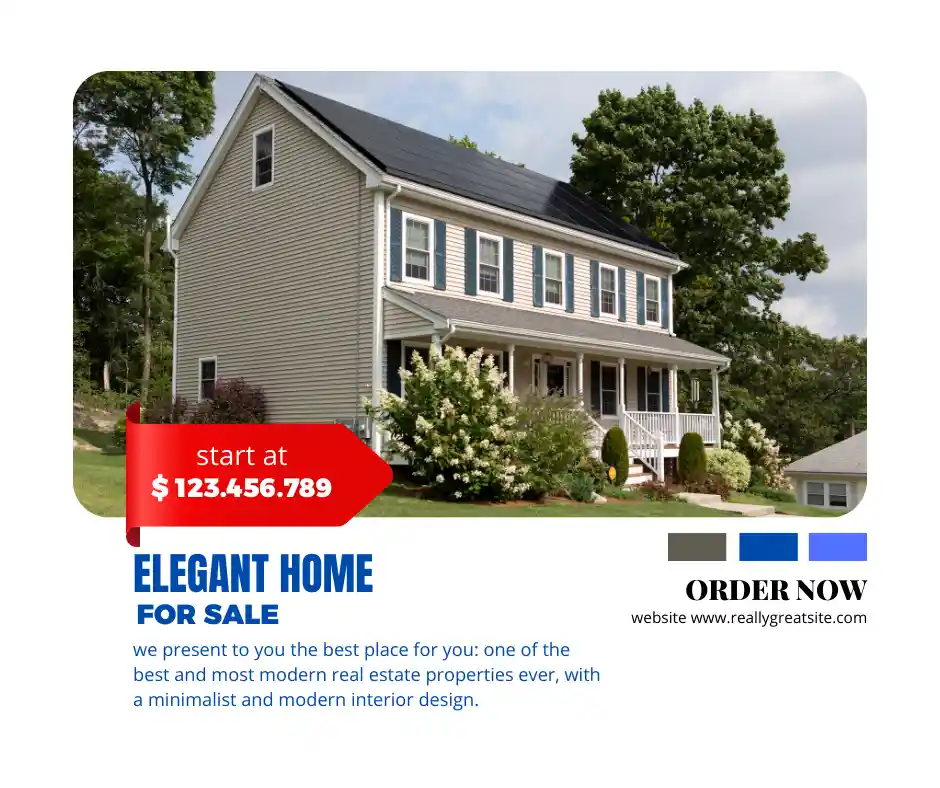 start at
$ 123.456.789
ELEGANT HOME
FOR SALE
we present to you the best place for you: one of the
best and most modern real estate properties ever, with
a minimalist and modern interior design.
ORDER NOW
website www.reallygreatsite.com